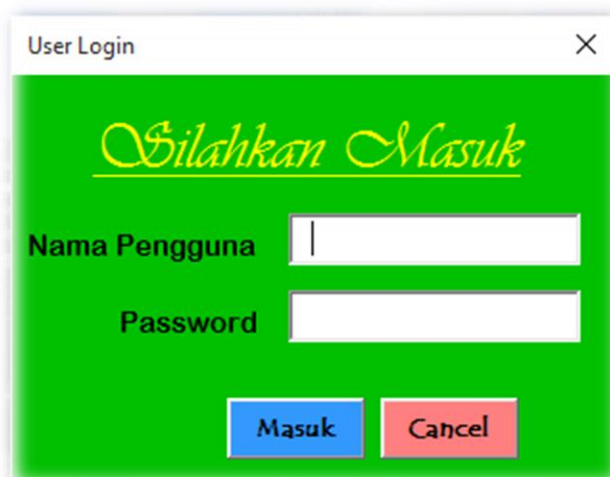 User Login
Silahkan Masuk
Nama Pengguna
Password
Masuk Cancel